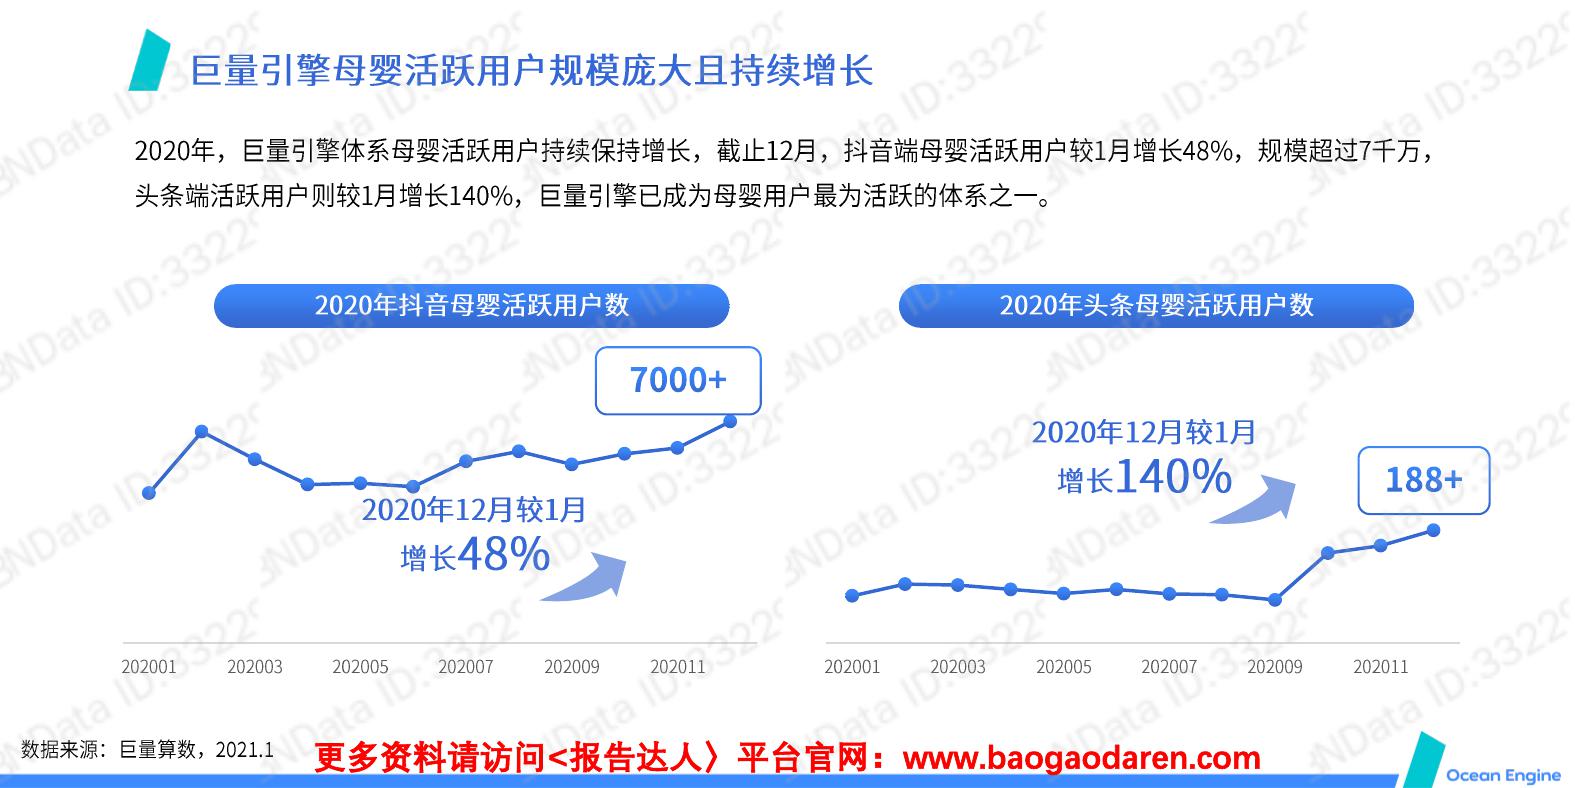 巨量引擎母婴活跃用户规模庞大且持续增长
2020年，巨量引擎体系母婴活跃用户持续保持增长，截止12月，抖音端母婴活跃用户较1月增长48%，规模超过7千万，
头条端活跃用户则较1月增长140%，巨量引擎已成为母婴用户最为活跃的体系之一。
2020年抖音母婴活跃用户数
7000+
2020年12月较1月
增长48%
202001 202003 202005 202007 202009 202011
2020年头条母婴活跃用户数
2020年12月较1月
增长140%
188+
202001 202003 202005 202007 202009 202011
数据来源：巨量算数，2021.1
更多资料请访问<报告达人〉平台官网：www.baogaodaren.com
Ocean Engine